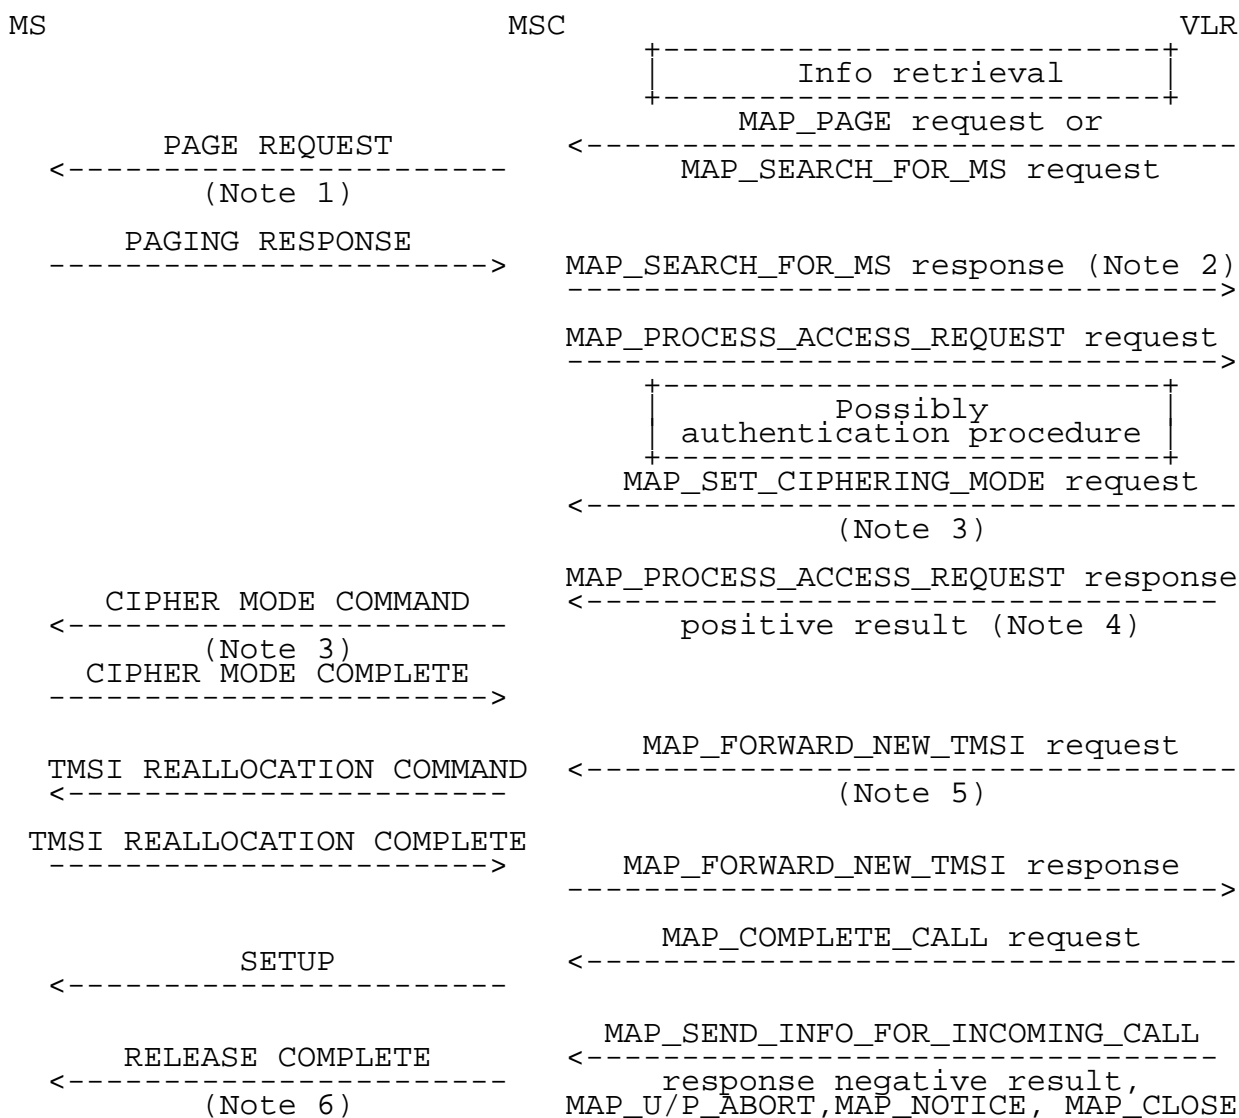 MS MSC VLR
Info retrieval
MAP_PAGE request or
PAGE REQUEST
MAP_SEARCH_FOR_MS request
(Note 1)
PAGING RESPONSE
MAP_SEARCH_FOR_MS response (Note 2)
MAP_PROCESS_ACCESS_REQUEST request
Possibly
authentication procedure
MAP_SET_CIPHERING_MODE request
(Note 3)
MAP_PROCESS_ACCESS_REQUEST response
CIPHER MODE COMMAND
positive result (Note 4)
(Note 3)
CIPHER MODE COMPLETE
MAP_FORWARD_NEW_TMSI request
TMSI REALLOCATION COMMAND
(Note 5)
TMSI REALLOCATION COMPLETE
MAP_FORWARD_NEW_TMSI response
MAP_COMPLETE_CALL request
SETUP
MAP_SEND_INFO_FOR_INCOMING_CALL
RELEASE COMPLETE
response negative result,
(Note 6)
MAP_U/P_ABORT,MAP_NOTICE, MAP_CLOSE